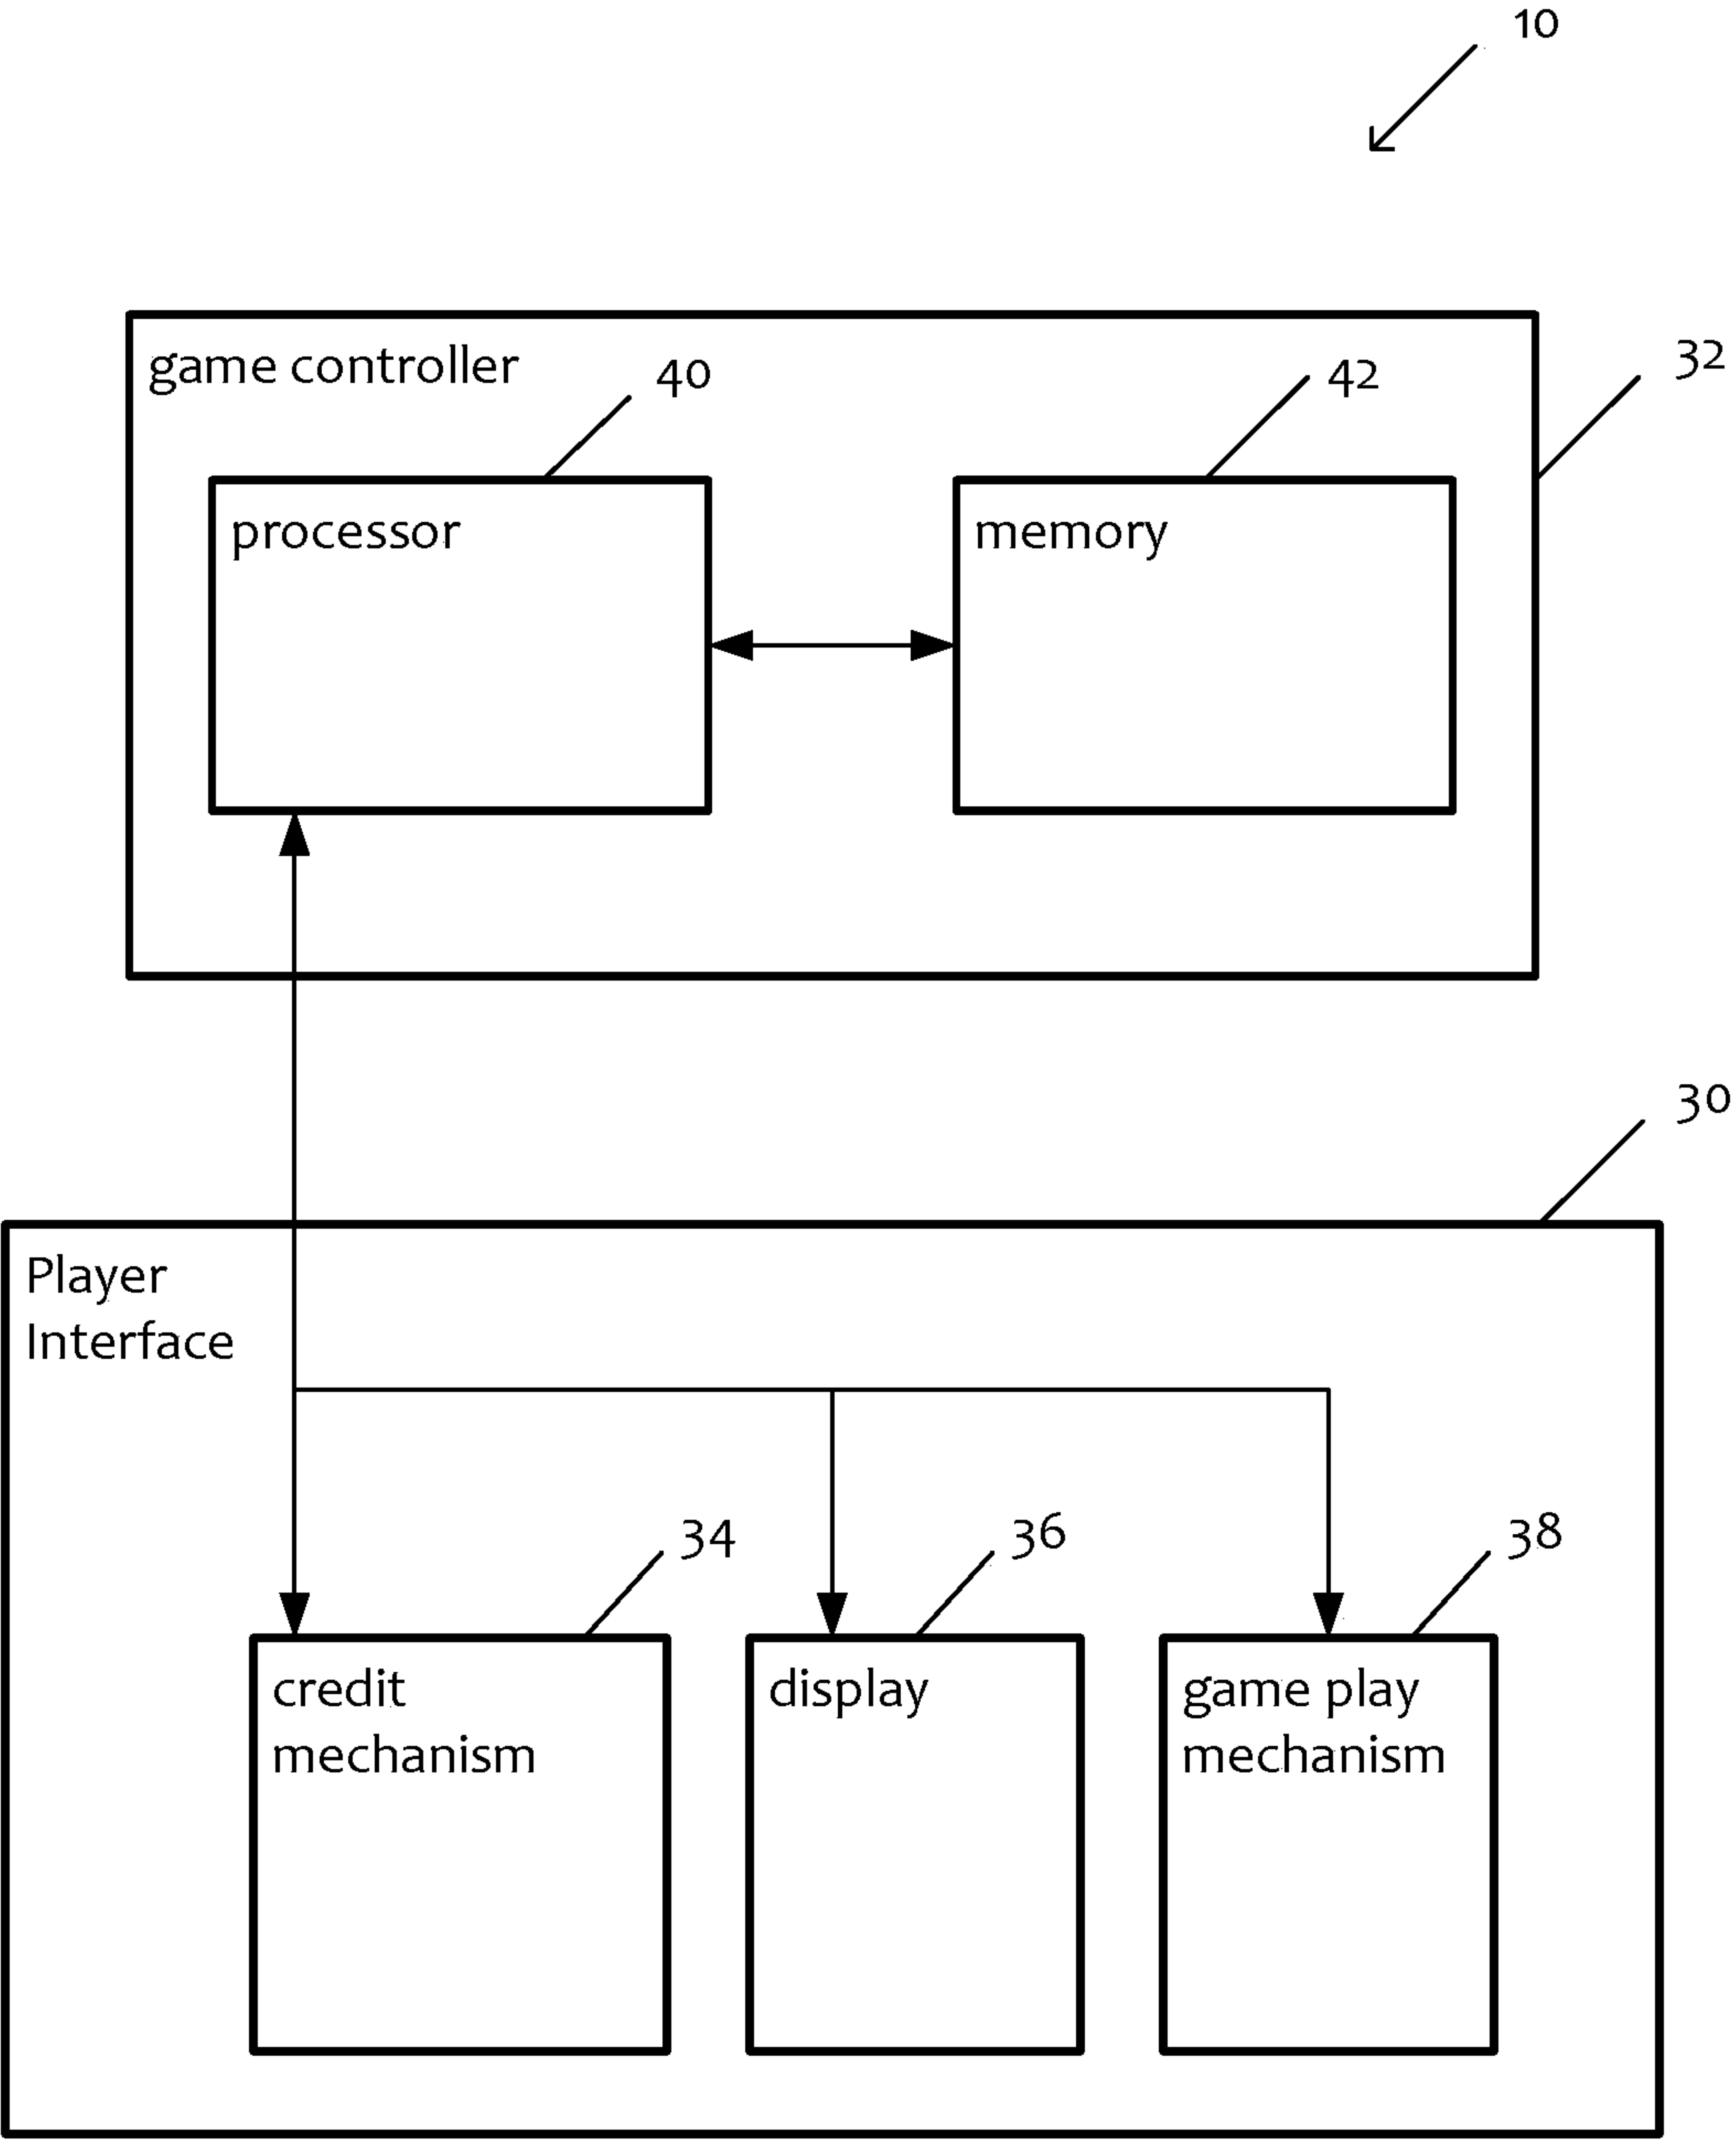 10
game controller
40
42
32
processor
memory
30
Player
Interface
34
36
38
credit
mechanism
display
game play
mechanism